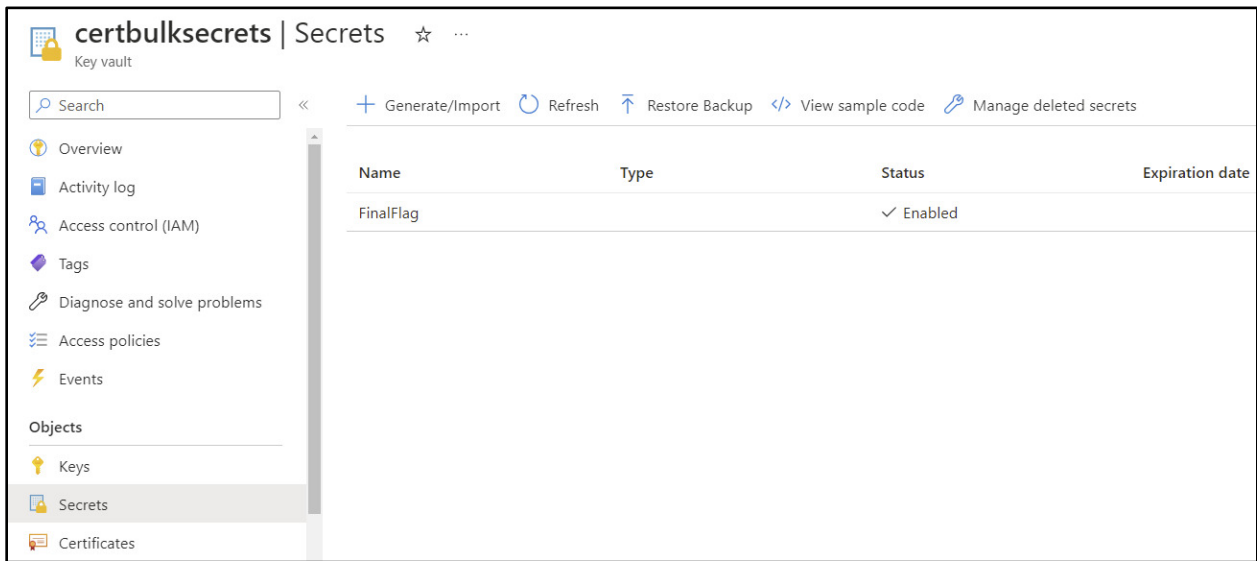 certbulksecrets | Secrets
Key vault
Search
Generate/Import Refresh Restore Backup View sample code Manage deleted secrets
Overview
Activity log
Access control (IAM)
Tags
Diagnose and solve problems
Access policies
Events
Objects
Keys
Secrets
Certificates
Name Type Status Expiration date
FinalFlag Enabled